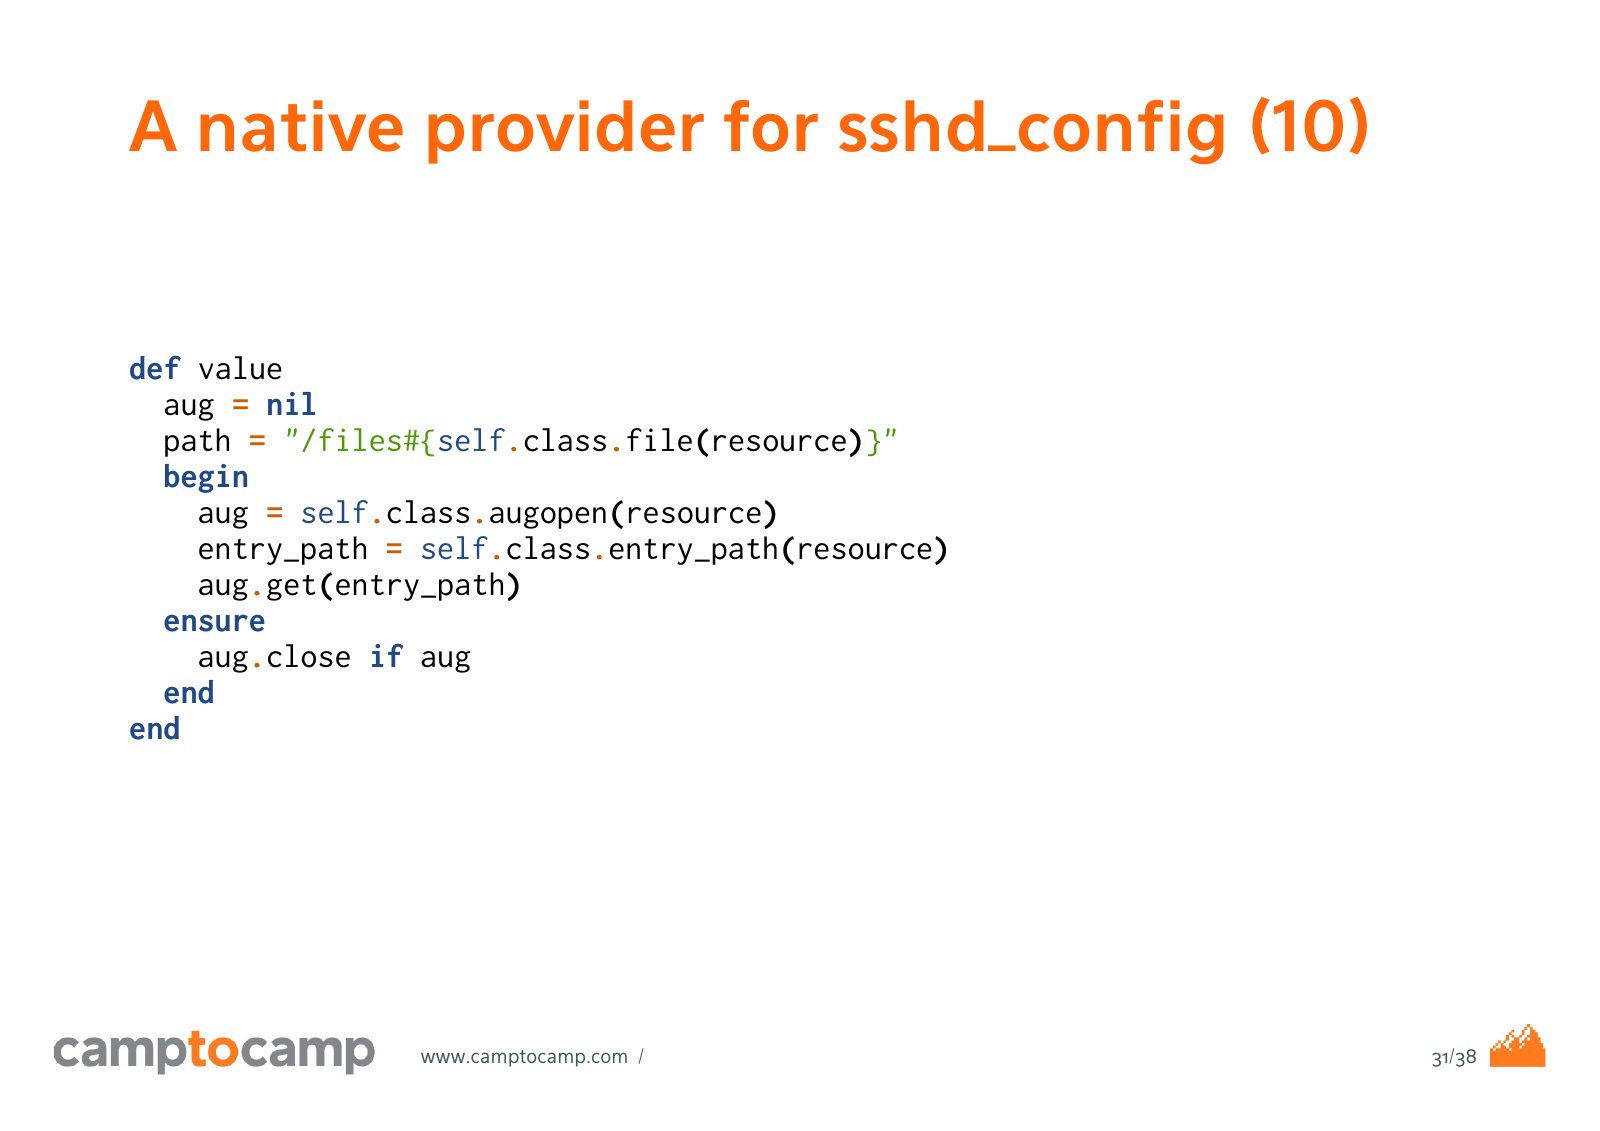 A native provider for sshd_config (10)
def value
  aug = nil
  path = "/files#{self.class.file(resource)}"
  begin
    aug = self.class.augopen(resource)
    entry_path = self.class.entry_path(resource)
    aug.get(entry_path)
  ensure
    aug.close if aug
  end
end
camptocamp www.camptocamp.com / 31/38